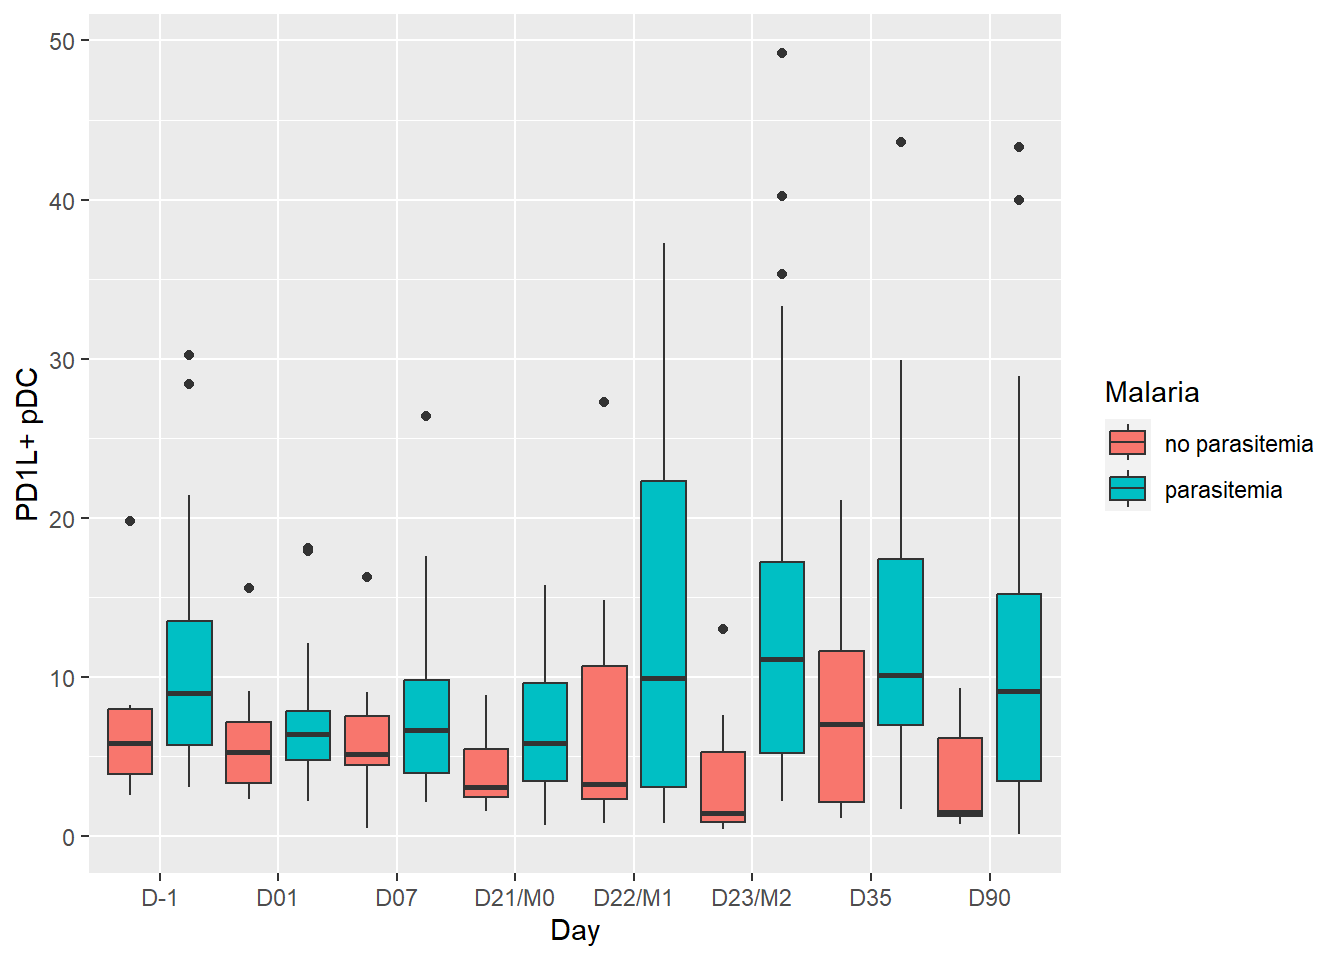 50
40
30
20
10
0
PD1L+ pDC
D-1 D01 D07 D21/M0 D22/M1 D23/M2 D35 D90
Day
Malaria
no parasitemia
parasitemia